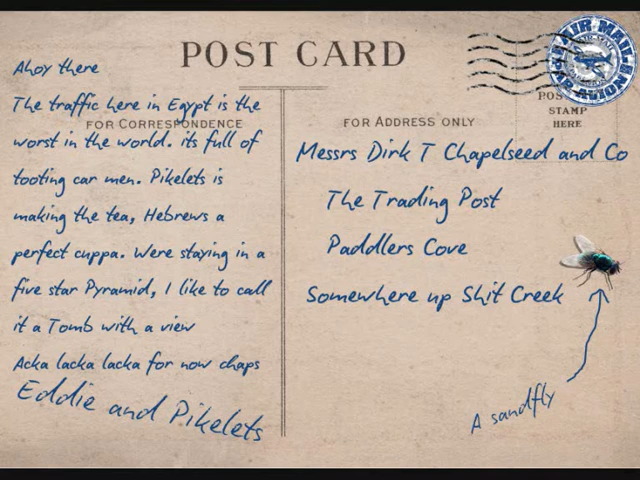 POST CARD
AIR MAIL
PAR AVION
POST
STAMP
HERE
FOR CORRESPONDENCE
Ahoy there
The traffic here in Egypt is the
worst in the world. its full of
tooting car men. Pikelets is
making the tea, Hebrews a
perfect cuppa. Were staying in a
five star Pyramid, I like to call
it a Tomb with a view
Acka lacka lacka for now chaps
Eddie and Pikelets
FOR ADDRESS ONLY
Messrs Dirk T Chapelseed and Co
The Trading Post
Paddlers Cove
Somewhere up Shit Creek
A sandfly